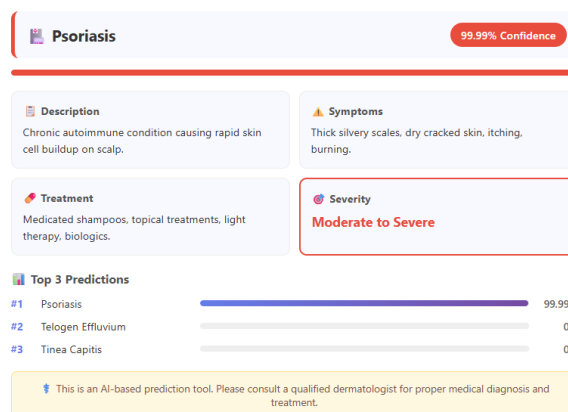 Psoriasis
99.99% Confidence
Description
Chronic autoimmune condition causing rapid skin
cell buildup on scalp.
Symptoms
Thick silvery scales, dry cracked skin, itching,
burning.
Treatment
Medicated shampoos, topical treatments, light
therapy, biologics.
Severity
Moderate to Severe
Top 3 Predictions
#1 Psoriasis 99.99
#2 Telogen Effluvium
#3 Tinea Capitis
This is an AI-based prediction tool. Please consult a qualified dermatologist for proper medical diagnosis and
treatment.